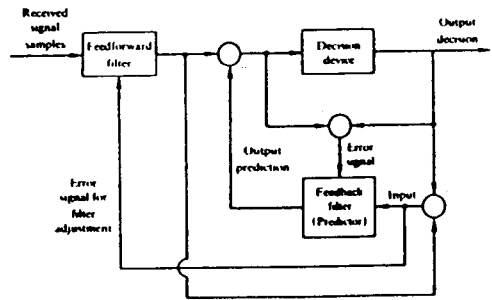 Received
signal
samples
Feedforward
filter
Decision
device
Output
decision
Output
prediction
Error
signal
Error
signal for
filter
adjustment
Feedback
filter
(Predictor)
Input